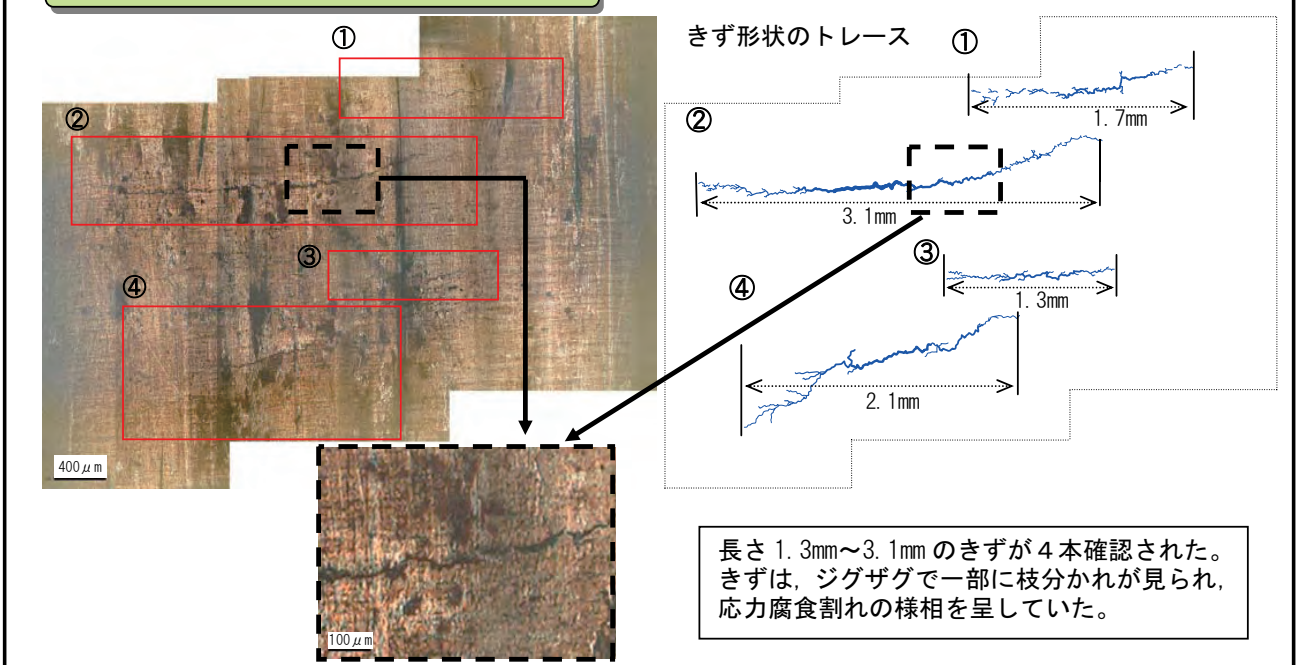 ①
②
③
④
400μm
100μm
きず形状のトレース
①
1.7mm
②
3.1mm
③
1.3mm
④
2.1mm
長さ1.3mm～3.1mmのきずが４本確認された。
きずは，ジグザグで一部に枝分かれが見られ，
応力腐食割れの様相を呈していた。